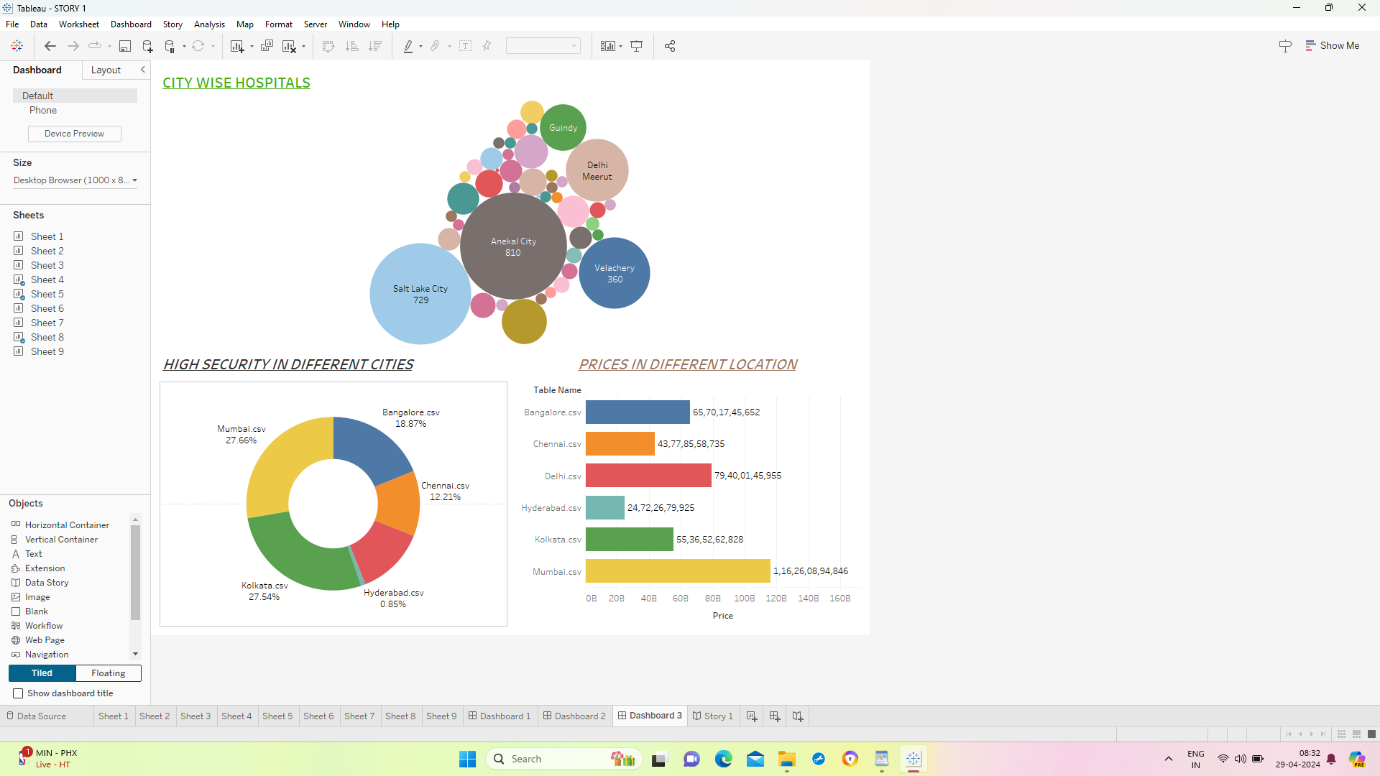 Tableau - STORY 1
File Data Worksheet Dashboard Story Analysis Map Format Server Window Help
Show Me
Dashboard Layout
Default
Phone
Device Preview
Size
Desktop Browser (1000 x 8...
Sheets
Sheet 1
Sheet 2
Sheet 3
Sheet 4
Sheet 5
Sheet 6
Sheet 7
Sheet 8
Sheet 9
Objects
Horizontal Container
Vertical Container
Text
Extension
Data Story
Image
Blank
Workflow
Web Page
Navigation
Tiled Floating
Show dashboard title
CITY WISE HOSPITALS
Guindy
Delhi
Meerut
Anekal City
810
Velachery
360
Salt Lake City
729
HIGH SECURITY IN DIFFERENT CITIES
Bangalore.csv
18.87%
Mumbai.csv
27.66%
Chennai.csv
12.21%
Kolkata.csv
27.54%
Hyderabad.csv
0.85%
PRICES IN DIFFERENT LOCATION
Table Name
Bangalore.csv 65,70,17,45,652
Chennai.csv 43,77,85,58,735
Delhi.csv 79,40,01,45,955
Hyderabad.csv 24,72,26,79,925
Kolkata.csv 55,36,52,62,828
Mumbai.csv 1,16,26,08,94,846
0B 20B 40B 60B 80B 100B 120B 140B 160B
Price
Data Source Sheet 1 Sheet 2 Sheet 3 Sheet 4 Sheet 5 Sheet 6 Sheet 7 Sheet 8 Sheet 9 Dashboard 1 Dashboard 2 Dashboard 3 Story 1
1
MIN - PHX
Live - HT
Search
ENG
IN
08:32
29-04-2024
PRE